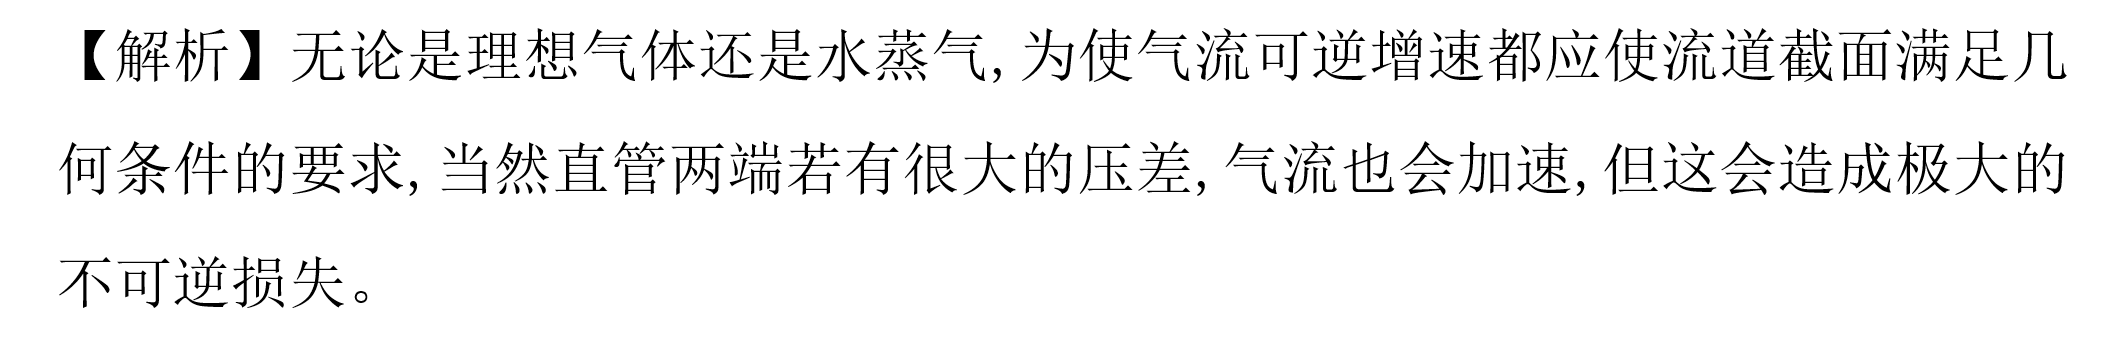 【解析】无论是理想气体还是水蒸气, 为使气流可逆增速都应使流道截面满足几
何条件的要求, 当然直管两端若有很大的压差, 气流也会加速, 但这会造成极大的
不可逆损失。